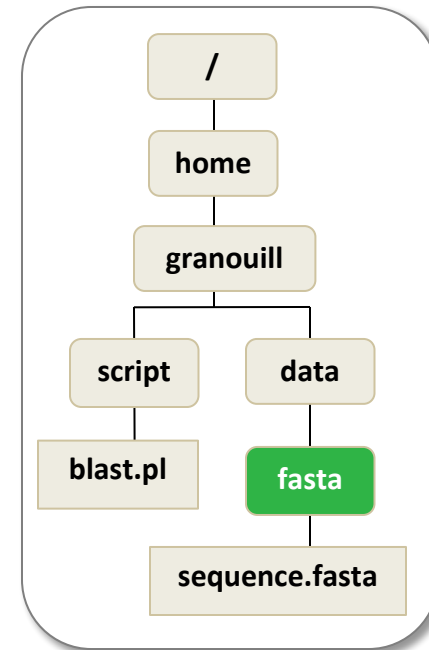 /
home
granouill
script
data
blast.pl
fasta
sequence.fasta